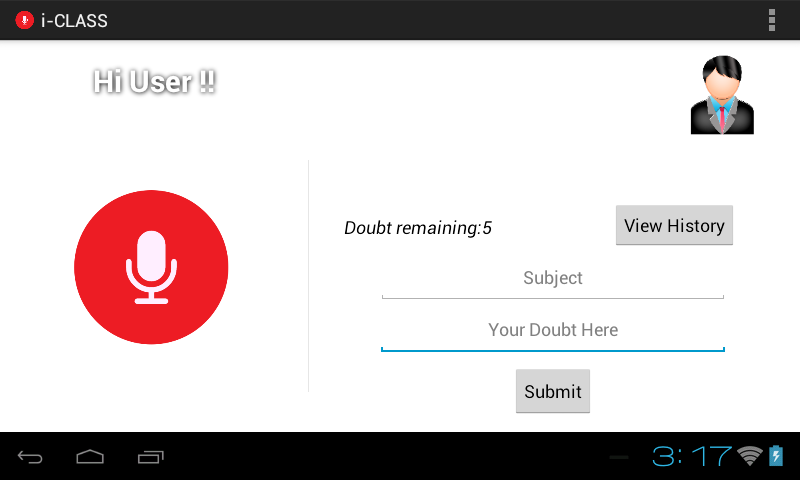 i-CLASS
Hi User !!
Doubt remaining:5
View History
Subject
Your Doubt Here
Submit
3:17